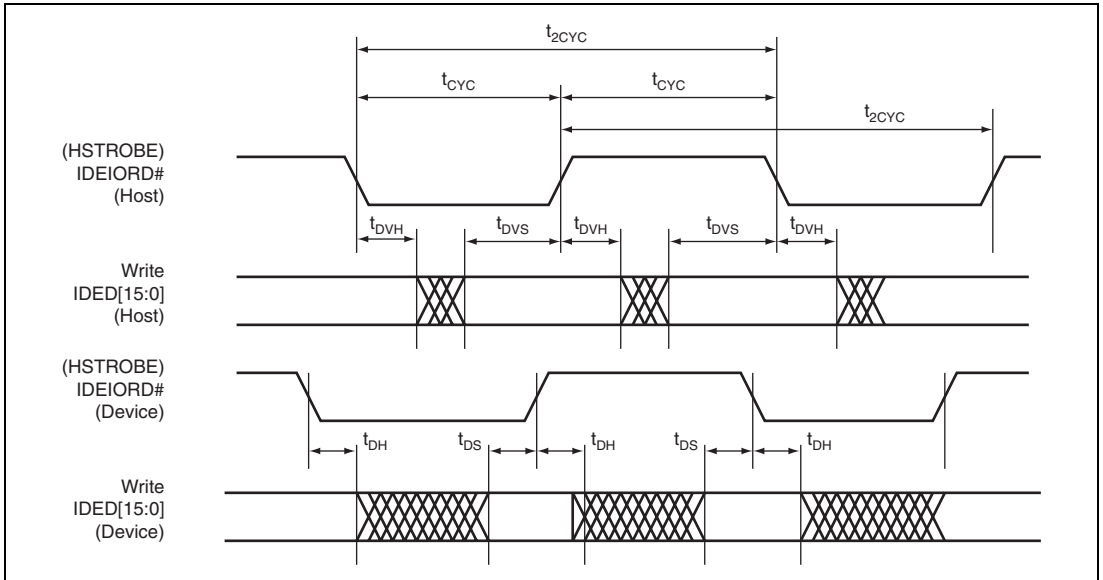 t2CYC
tCYC tCYC
t2CYC
(HSTROBE)
IDEIORD#
(Host)
tDVH tDVS tDVH tDVS tDVH
Write
IDED[15:0]
(Host)
(HSTROBE)
IDEIORD#
(Device)
tDH tDS tDH tDS tDH
Write
IDED[15:0]
(Device)